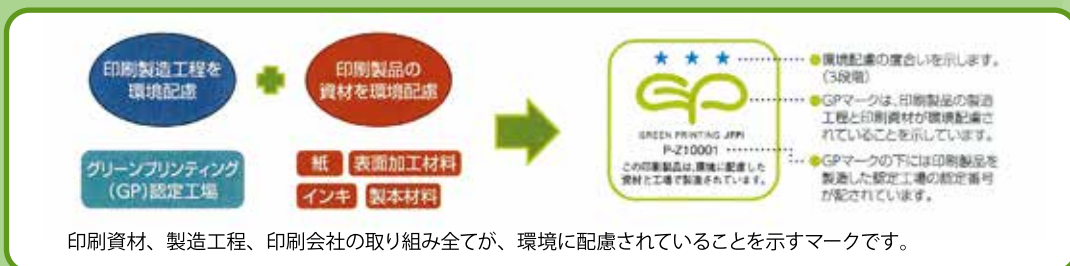 印刷製造工程を
環境配慮
印刷製品の
資材を環境配慮
グリーンプリンティング
(GP)認定工場
紙 表面加工材料
インキ 製本材料
GREEN PRINTING JFPI
P-Z10001
この印刷製品は、環境に配慮した
資材と工場で製造されています。
●環境配慮の度合いを示します。
(3段階)
●GPマークは、印刷製品の製造
工程と印刷資材が環境配慮さ
れていることを示しています。
●GPマークの下には印刷製品を
製造した認定工場の認定番号
が記されています。
印刷資材、製造工程、印刷会社の取り組み全てが、環境に配慮されていることを示すマークです。